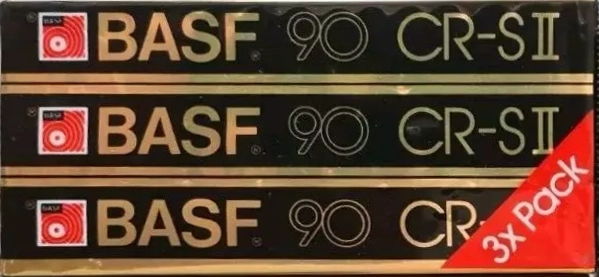 BASF® 90 CR-SII
BASF® 90 CR-SII
BASF® 90 CR-
3x Pack